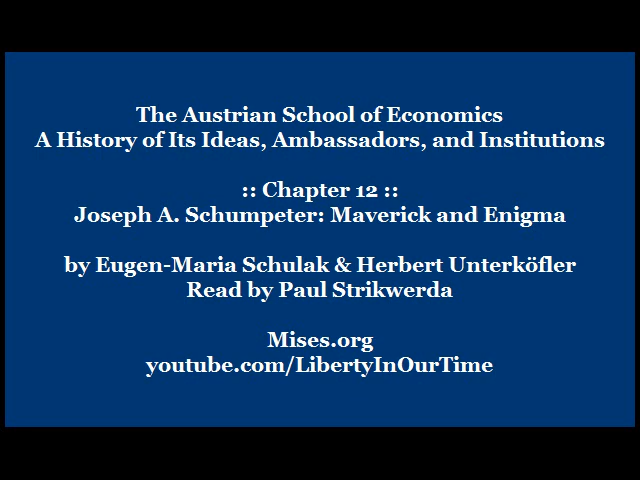 The Austrian School of Economics
A History of Its Ideas, Ambassadors, and Institutions
:: Chapter 12 ::
Joseph A. Schumpeter: Maverick and Enigma
by Eugen-Maria Schulak & Herbert Unterköfler
Read by Paul Strikwerda
Mises.org
youtube.com/LibertyInOurTime